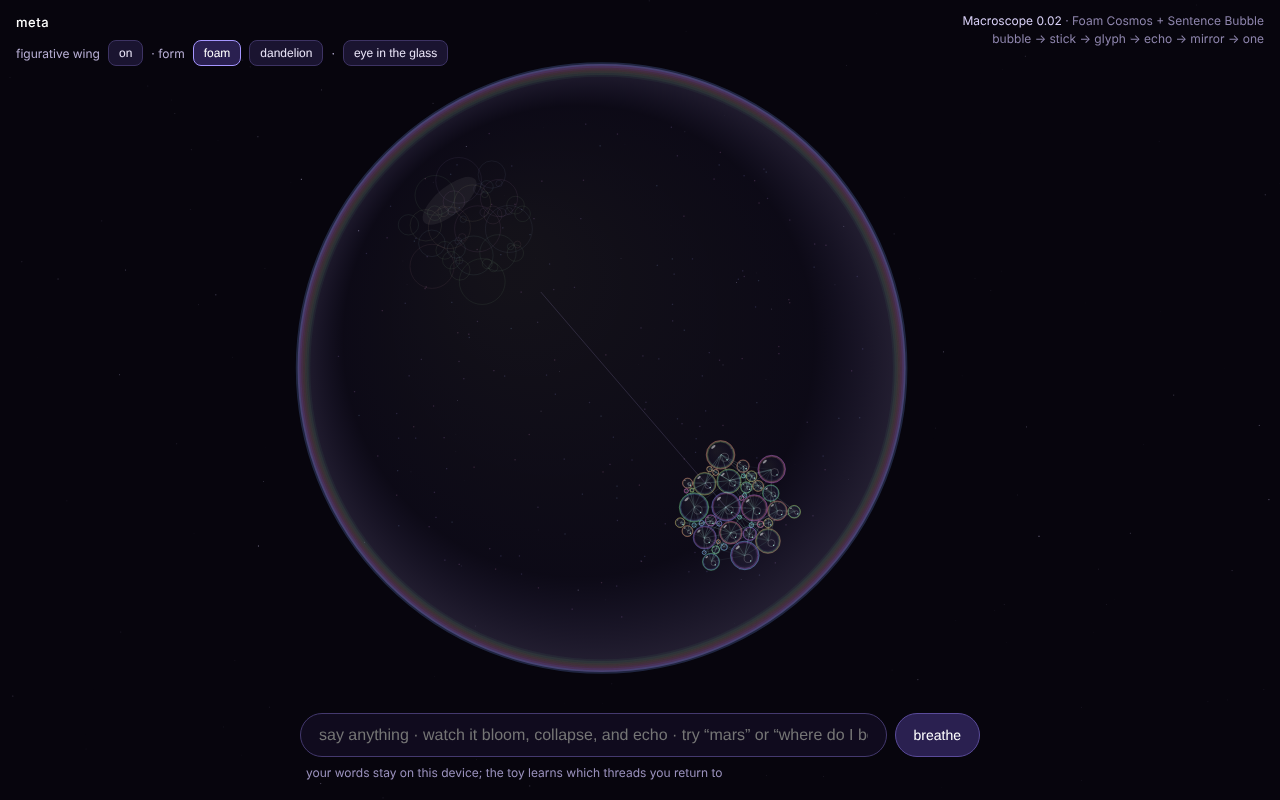 meta
figurative wing on · form foam dandelion · eye in the glass
Macroscope 0.02 · Foam Cosmos + Sentence Bubble
bubble → stick → glyph → echo → mirror → one
say anything · watch it bloom, collapse, and echo · try “mars” or “where do I b
breathe
your words stay on this device; the toy learns which threads you return to